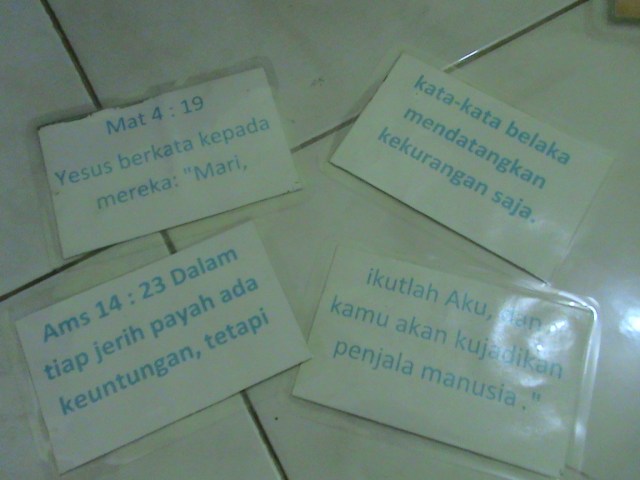 Mat 4 : 19
Yesus berkata kepada
mereka: "Mari,
kata-kata belaka
mendatangkan
kekurangan saja.
Ams 14 : 23 Dalam
tiap jerih payah ada
keuntungan, tetapi
ikutlah Aku, dan
kamu akan kujadikan
penjala manusia."